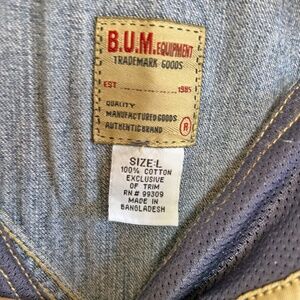 B.U.M. EQUIPMENT
TRADEMARK GOODS
EST 1985
QUALITY
MANUFACTURED GOODS
AUTHENTIC BRAND ®
SIZE:L
100% COTTON
EXCLUSIVE
OF TRIM
RN # 99309
MADE IN
BANGLADESH